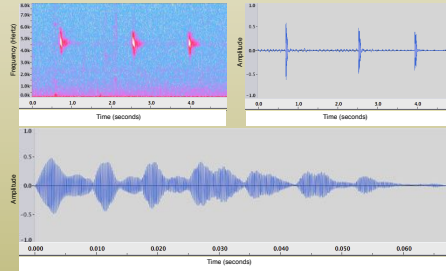 Frequency (Hertz)
8.0k
7.0k
6.0k
5.0k
4.0k
3.0k
2.0k
1.0k
0.0 1.0 2.0 3.0 4.0
Time (seconds)
Amplitude
1.0
0.5
0.0
-0.5
-1.0
0.0 1.0 2.0 3.0 4.0
Time (seconds)
Amplitude
1.0
0.5
0.0
-0.5
-1.0
0.000 0.010 0.020 0.030 0.040 0.050 0.060
Time (seconds)